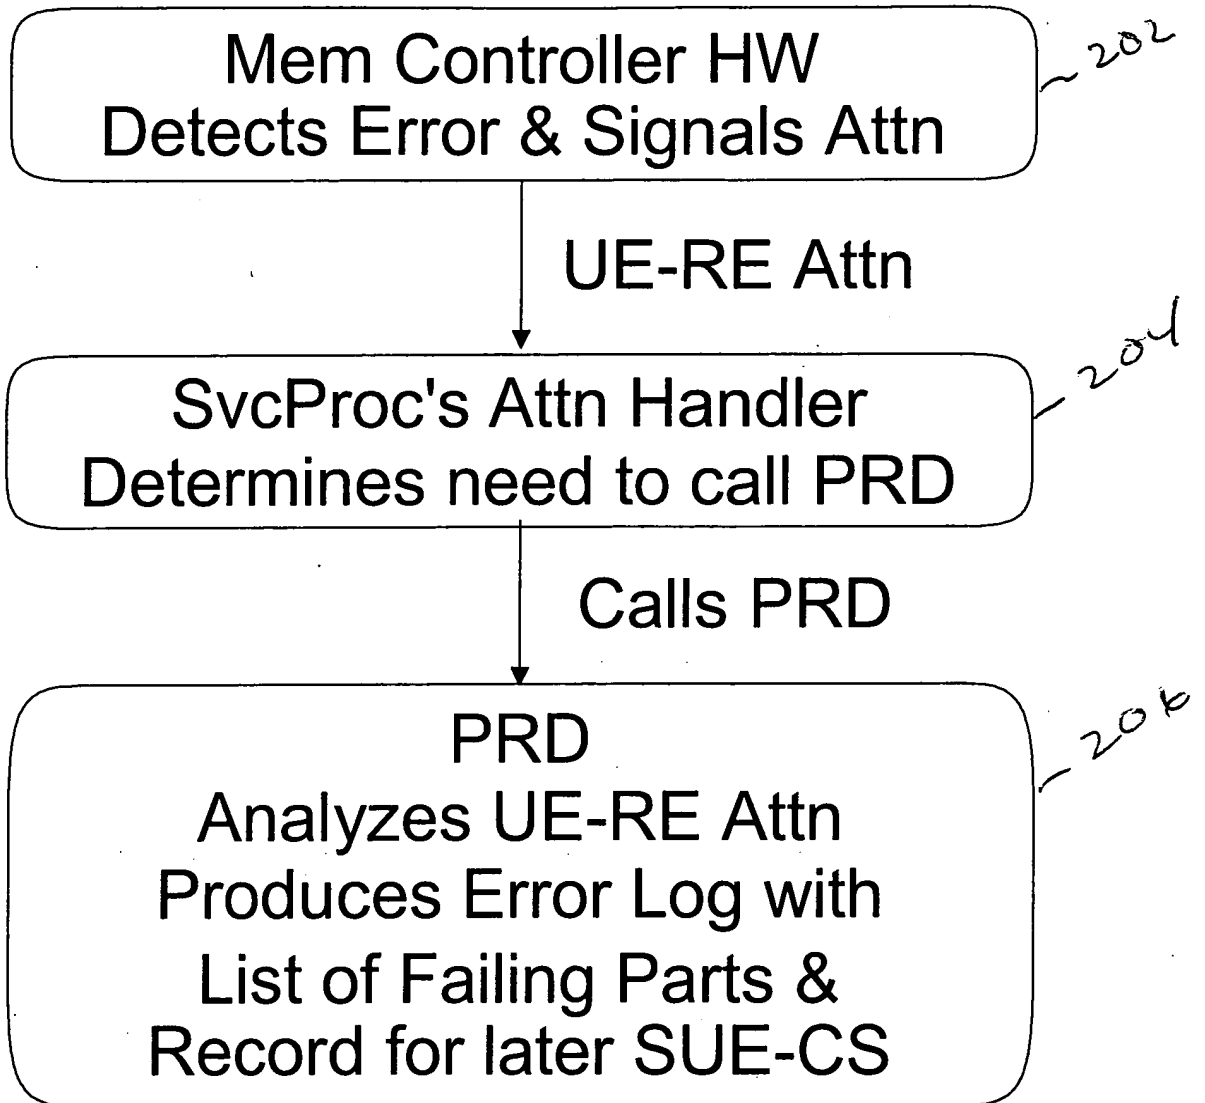 Mem Controller HW
Detects Error & Signals Attn
202
UE-RE Attn
SvcProc's Attn Handler
Determines need to call PRD
204
Calls PRD
PRD
206
Analyzes UE-RE Attn
Produces Error Log with
List of Failing Parts &
Record for later SUE-CS